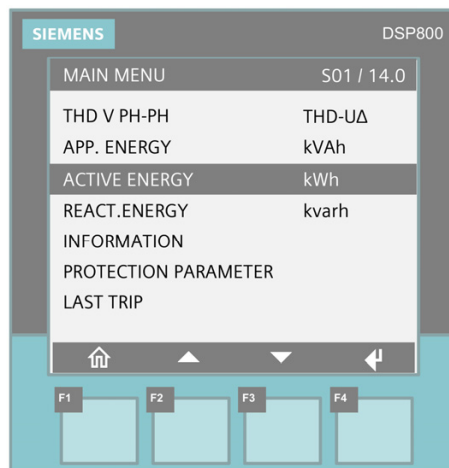 SIEMENS DSP800
MAIN MENU S01 / 14.0
THD V PH-PH THD-UΔ
APP. ENERGY kVAh
ACTIVE ENERGY kWh
REACT.ENERGY kvarh
INFORMATION
PROTECTION PARAMETER
LAST TRIP
F1 F2 F3 F4